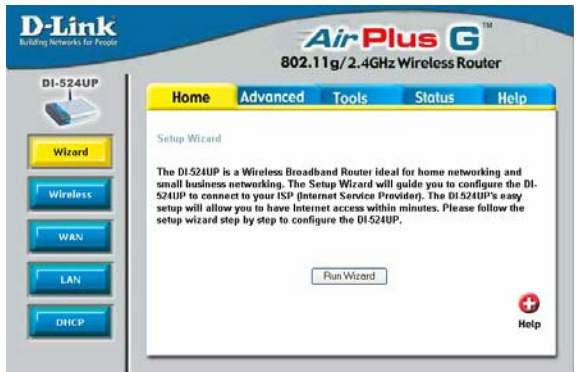 D-Link
Building Networks for People
Air Plus G™
802.11g/2.4GHz Wireless Router
DI-524UP
Home Advanced Tools Status Help
Wizard
Wireless
WAN
LAN
DHCP
Setup Wizard
The DI-524UP is a Wireless Broadband Router ideal for home networking and
small business networking. The Setup Wizard will guide you to configure the DI-
524UP to connect to your ISP (Internet Service Provider). The DI-524UP's easy
setup will allow you to have Internet access within minutes. Please follow the
setup wizard step by step to configure the DI-524UP.
Run Wizard
Help